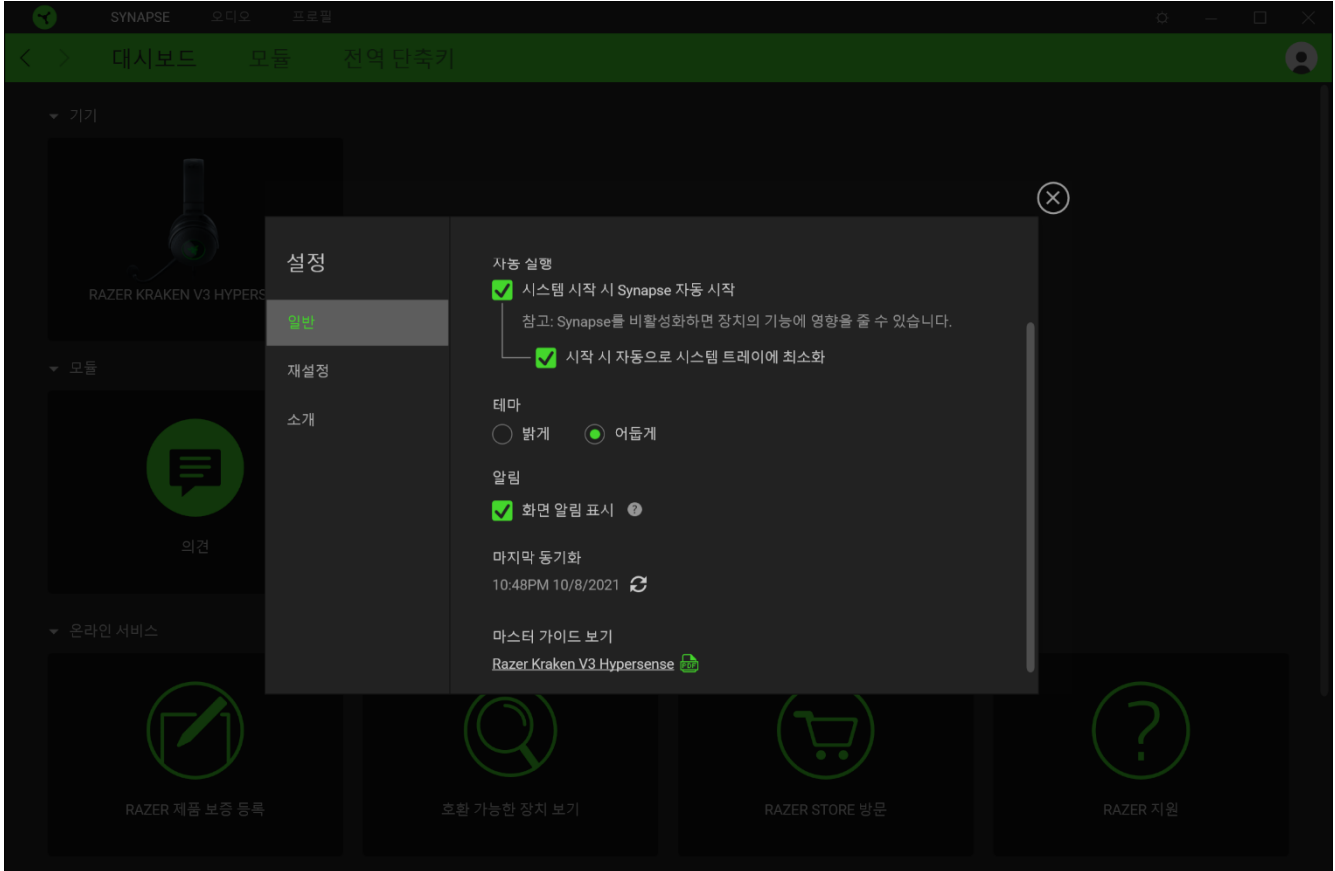 SYNAPSE 오디오 프로필
대시보드 모듈 전역 단축키
기기
RAZER KRAKEN V3 HYPERS
모듈
의견
온라인 서비스
RAZER 제품 보증 등록
호환 가능한 장치 보기
RAZER STORE 방문
RAZER 지원
설정
일반
재설정
소개
자동 실행
시스템 시작 시 Synapse 자동 시작
참고: Synapse를 비활성화하면 장치의 기능에 영향을 줄 수 있습니다.
시작 시 자동으로 시스템 트레이에 최소화
테마
밝게 어둡게
알림
화면 알림 표시 ?
마지막 동기화
10:48PM 10/8/2021
마스터 가이드 보기
Razer Kraken V3 Hypersense PDF